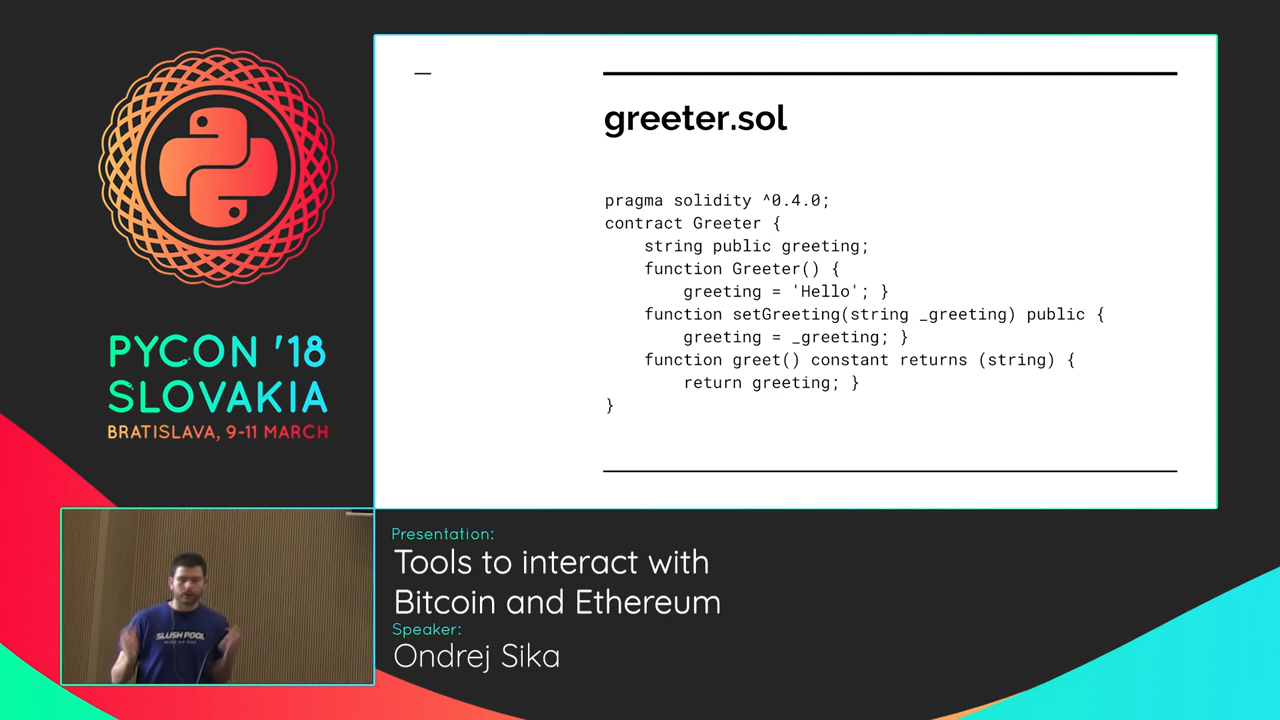 PYCON '18
SLOVAKIA
BRATISLAVA, 9-11 MARCH
greeter.sol
pragma solidity ^0.4.0;
contract Greeter {
    string public greeting;
    function Greeter() {
        greeting = 'Hello'; }
    function setGreeting(string _greeting) public {
        greeting = _greeting; }
    function greet() constant returns (string) {
        return greeting; }
}
SLUSH POOL
Presentation:
Tools to interact with
Bitcoin and Ethereum
Speaker:
Ondrej Sika